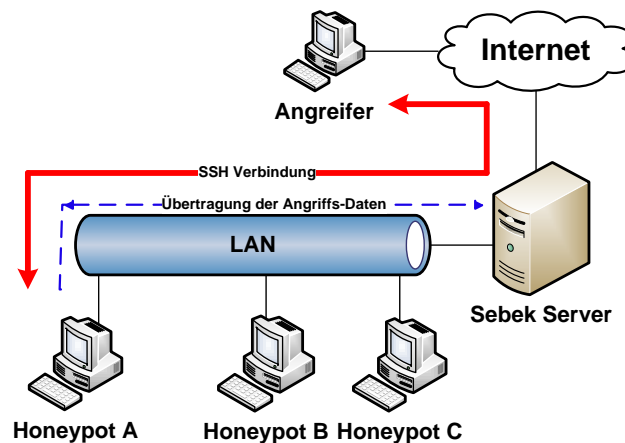 Internet
Angreifer
SSH Verbindung
Übertragung der Angriffs-Daten
LAN
Sebek Server
Honeypot A
Honeypot B
Honeypot C